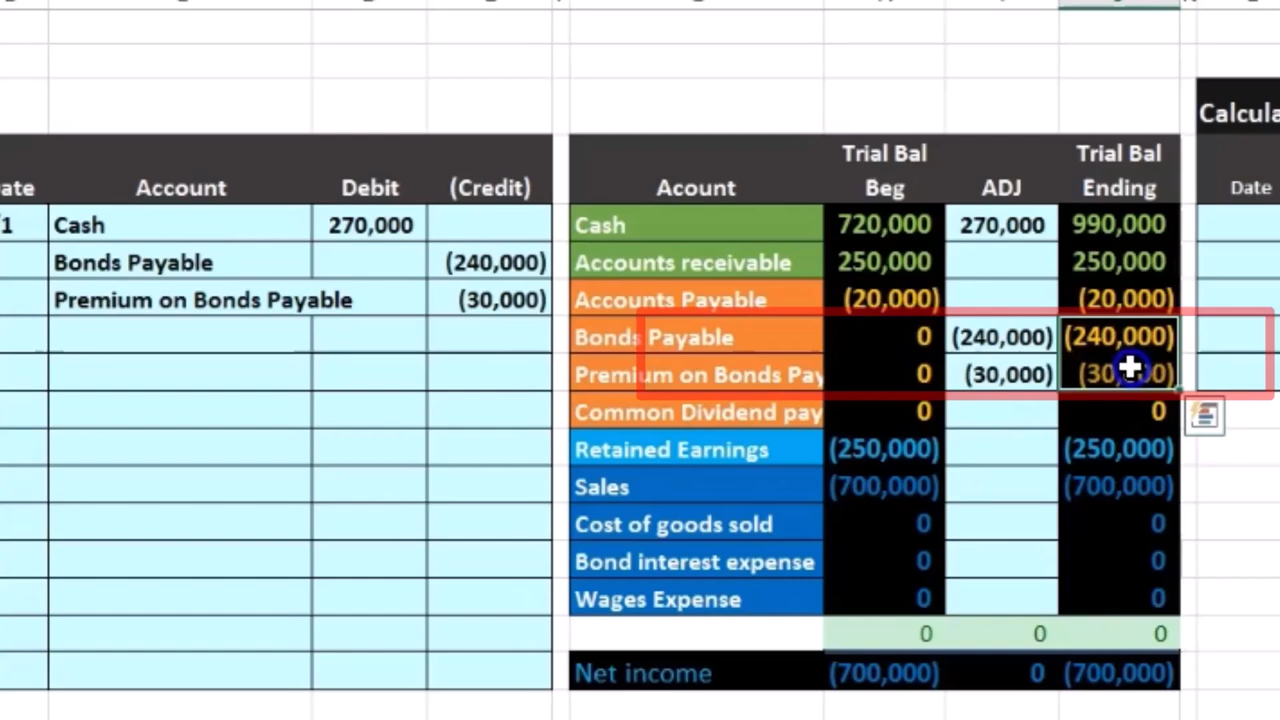 Calcula
ate Account Debit (Credit)
/1 Cash 270,000
Bonds Payable (240,000)
Premium on Bonds Payable (30,000)
Acount Trial Bal Beg ADJ Trial Bal Ending
Cash 720,000 270,000 990,000
Accounts receivable 250,000 250,000
Accounts Payable (20,000) (20,000)
Bonds Payable 0 (240,000) (240,000)
Premium on Bonds Pay 0 (30,000) (30,000)
Common Dividend pay 0 0
Retained Earnings (250,000) (250,000)
Sales (700,000) (700,000)
Cost of goods sold 0 0
Bond interest expense 0 0
Wages Expense 0 0
0 0 0
Net income (700,000) 0 (700,000)
Date